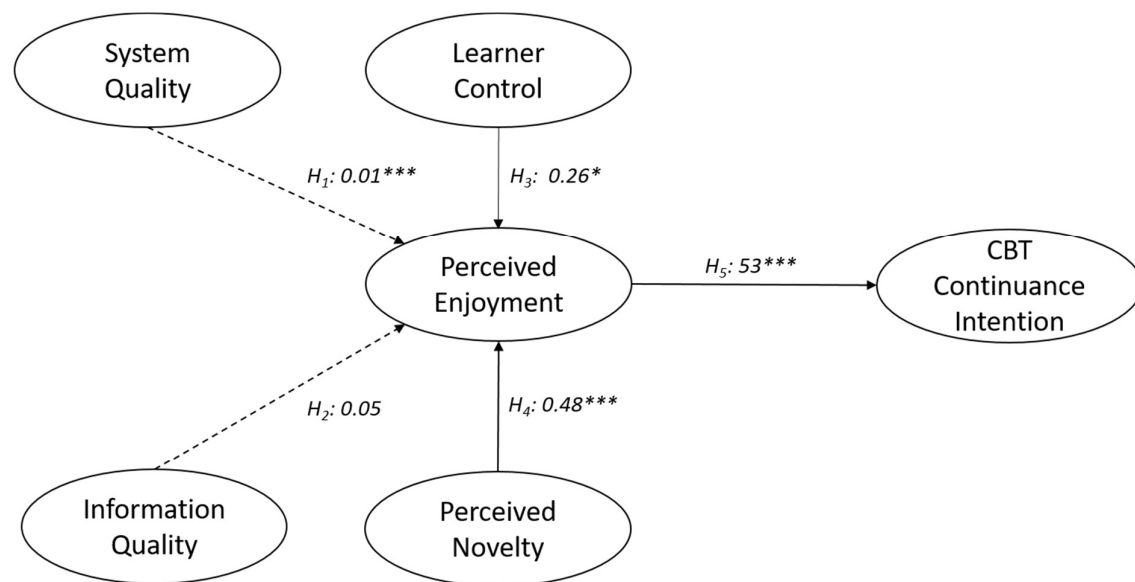 System
Quality
Learner
Control
H1: 0.01***
H3: 0.26*
Perceived
Enjoyment
H5: 53***
CBT
Continuance
Intention
H2: 0.05
H4: 0.48***
Information
Quality
Perceived
Novelty